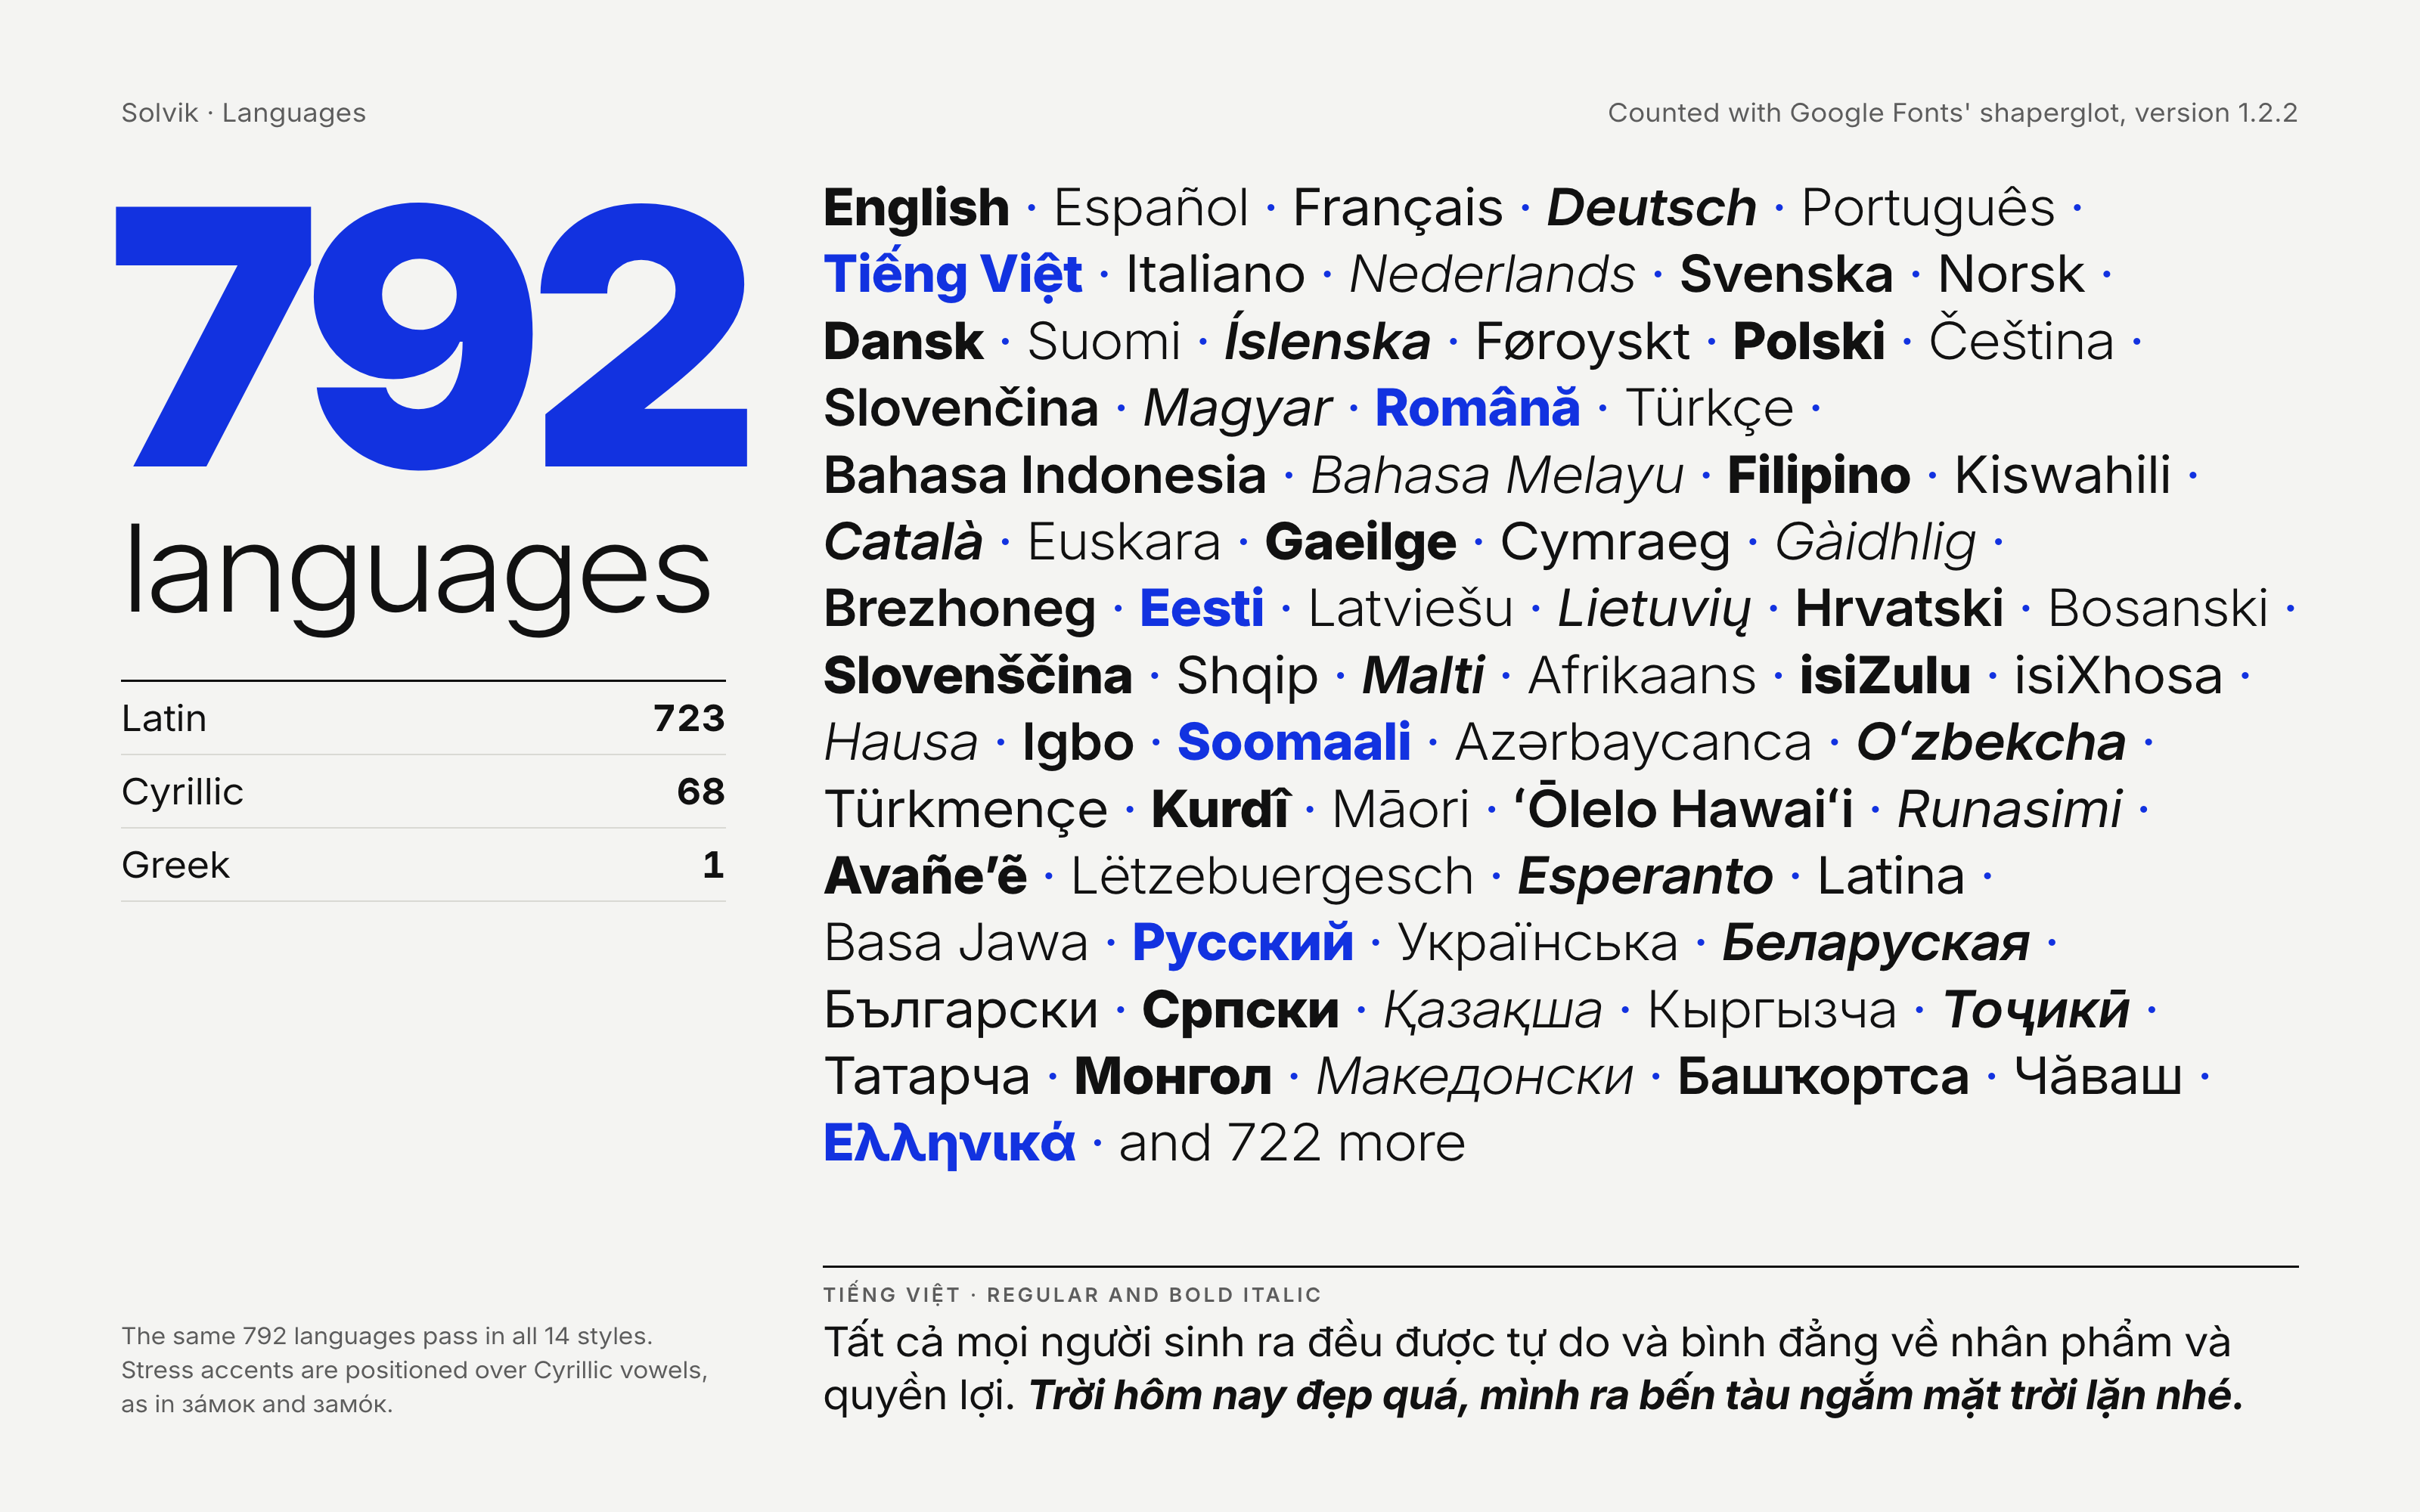 Solvik · Languages
Counted with Google Fonts' shaperglot, version 1.2.2
792
languages
Latin 723
Cyrillic 68
Greek 1
The same 792 languages pass in all 14 styles.
Stress accents are positioned over Cyrillic vowels,
as in за́мок and замо́к.
English · Español · Français · Deutsch · Português ·
Tiếng Việt · Italiano · Nederlands · Svenska · Norsk ·
Dansk · Suomi · Íslenska · Føroyskt · Polski · Čeština ·
Slovenčina · Magyar · Română · Türkçe ·
Bahasa Indonesia · Bahasa Melayu · Filipino · Kiswahili ·
Català · Euskara · Gaeilge · Cymraeg · Gàidhlig ·
Brezhoneg · Eesti · Latviešu · Lietuvių · Hrvatski · Bosanski ·
Slovenščina · Shqip · Malti · Afrikaans · isiZulu · isiXhosa ·
Hausa · Igbo · Soomaali · Azərbaycanca · Oʻzbekcha ·
Türkmençe · Kurdî · Māori · ʻŌlelo Hawaiʻi · Runasimi ·
Avañeʼẽ · Lëtzebuergesch · Esperanto · Latina ·
Basa Jawa · Русский · Українська · Беларуская ·
Български · Српски · Қазақша · Кыргызча · Тоҷикӣ ·
Татарча · Монгол · Македонски · Башҡортса · Чӑваш ·
Ελληνικά · and 722 more
TIẾNG VIỆT · REGULAR AND BOLD ITALIC
Tất cả mọi người sinh ra đều được tự do và bình đẳng về nhân phẩm và
quyền lợi. Trời hôm nay đẹp quá, mình ra bến tàu ngắm mặt trời lặn nhé.